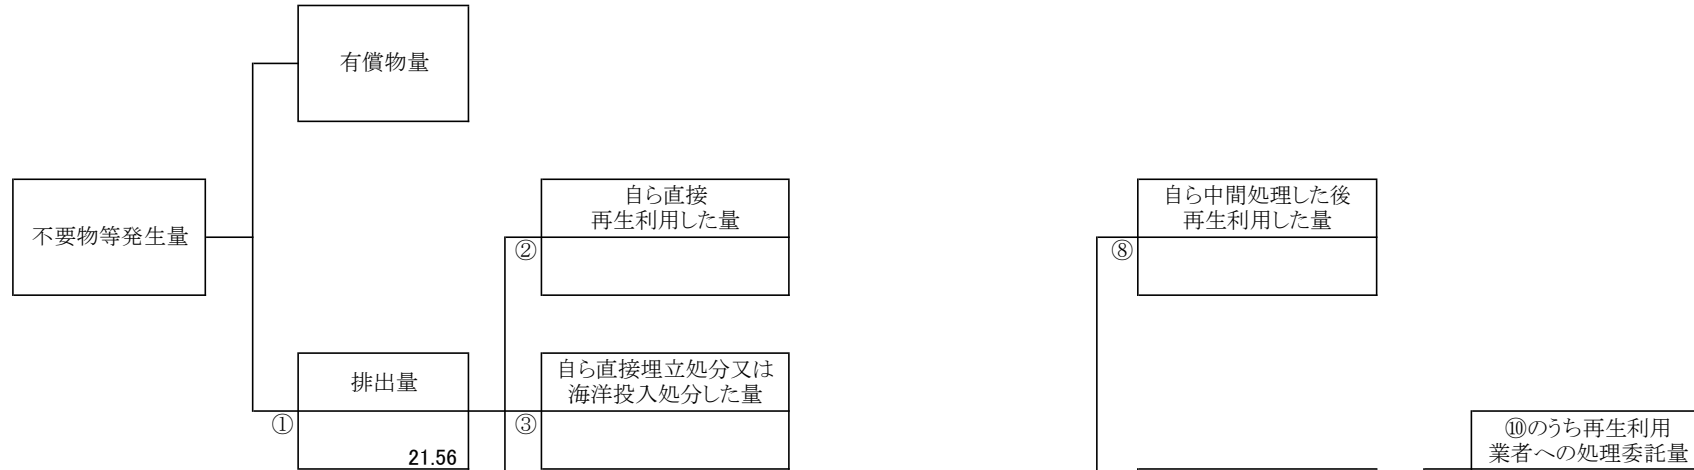 有償物量
不要物等発生量
自ら直接
再生利用した量
②
自ら中間処理した後
再生利用した量
⑧
排出量
①
21.56
自ら直接埋立処分又は
海洋投入処分した量
③
⑩のうち再生利用
業者への処理委託量